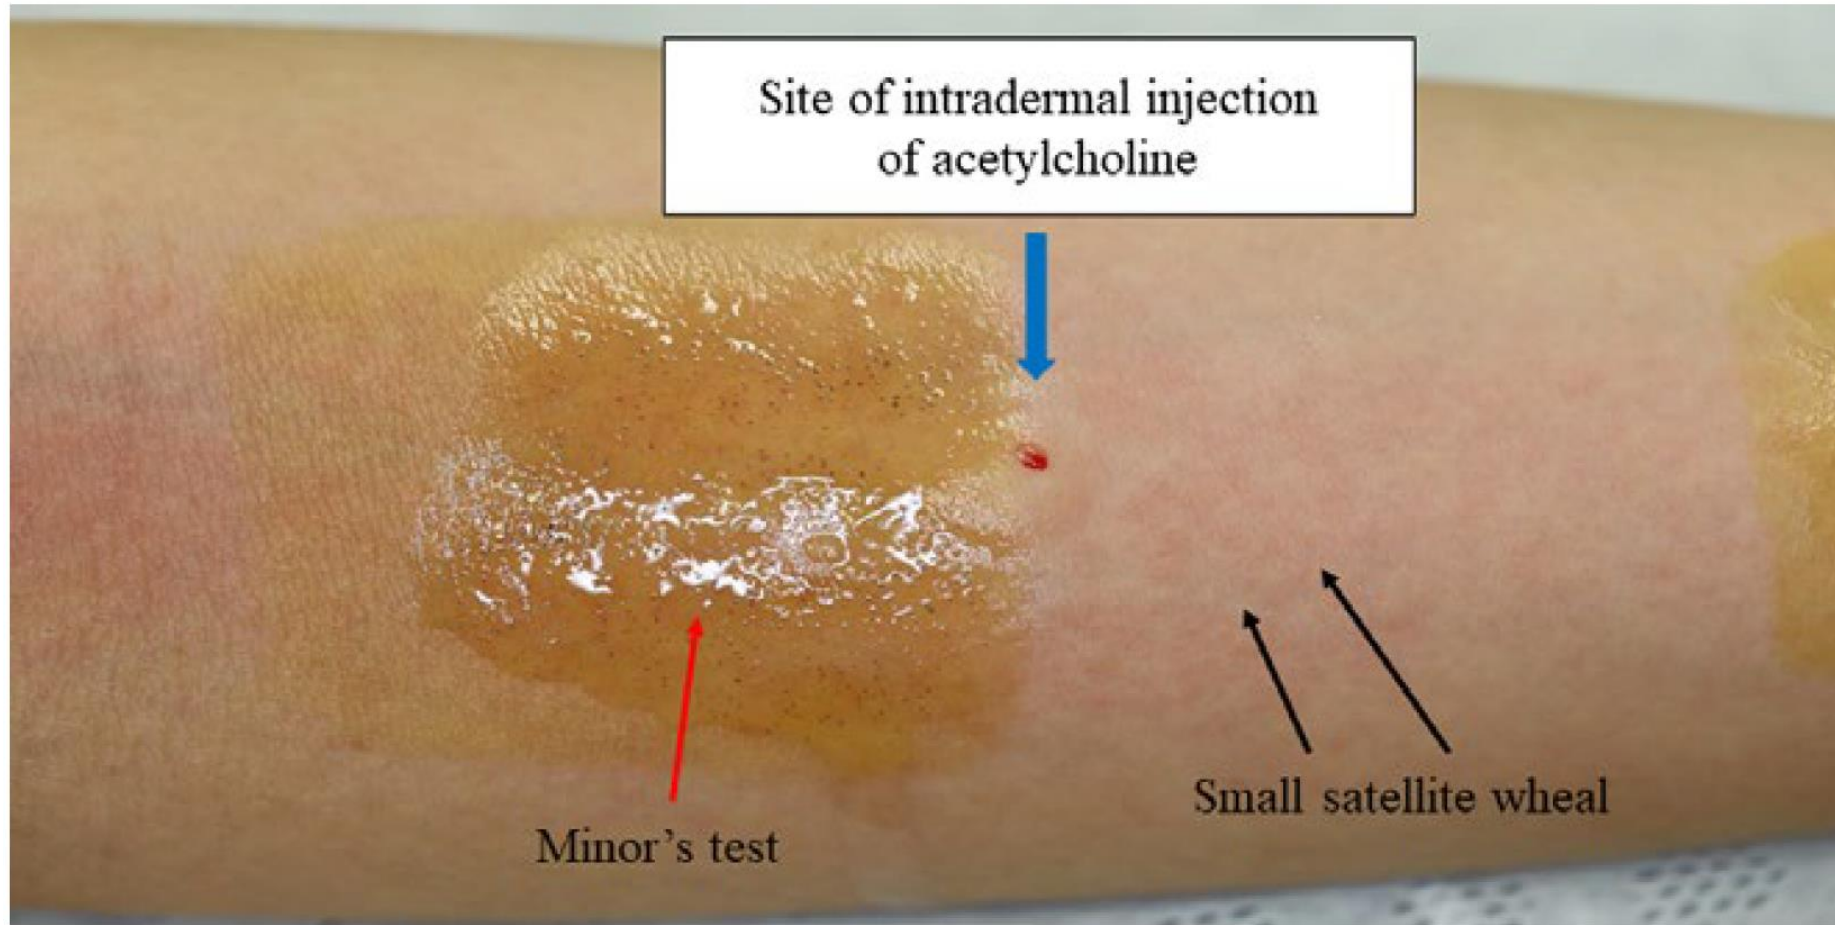 Site of intradermal injection
of acetylcholine
Small satellite wheal
Minor’s test